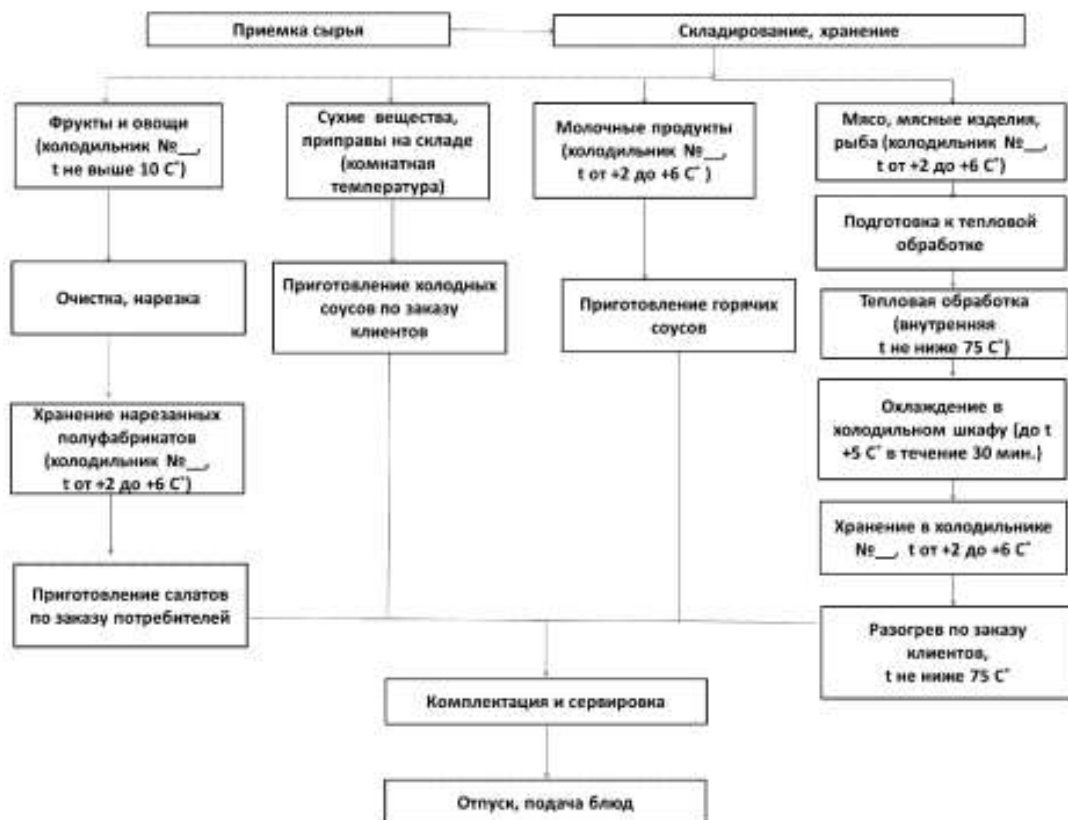 Приемка сырья
Складирование, хранение
Фрукты и овощи
(холодильник №__,
t не выше 10 С˚)
Сухие вещества,
приправы на складе
(комнатная
температура)
Молочные продукты
(холодильник №__,
t от +2 до +6 С˚ )
Мясо, мясные изделия,
рыба (холодильник №__,
t от +2 до +6 С˚)
Подготовка к тепловой
обработке
Очистка, нарезка
Приготовление холодных
соусов по заказу
клиентов
Приготовление горячих
соусов
Тепловая обработка
(внутренняя
t не ниже 75 С˚)
Хранение нарезанных
полуфабрикатов
(холодильник №__,
t от +2 до +6 С˚)
Охлаждение в
холодильном шкафу (до t
+5 С˚ в течение 30 мин.)
Хранение в холодильнике
№__, t от +2 до +6 С˚
Приготовление салатов
по заказу потребителей
Разогрев по заказу
клиентов,
t не ниже 75 С˚
Комплектация и сервировка
Отпуск, подача блюд